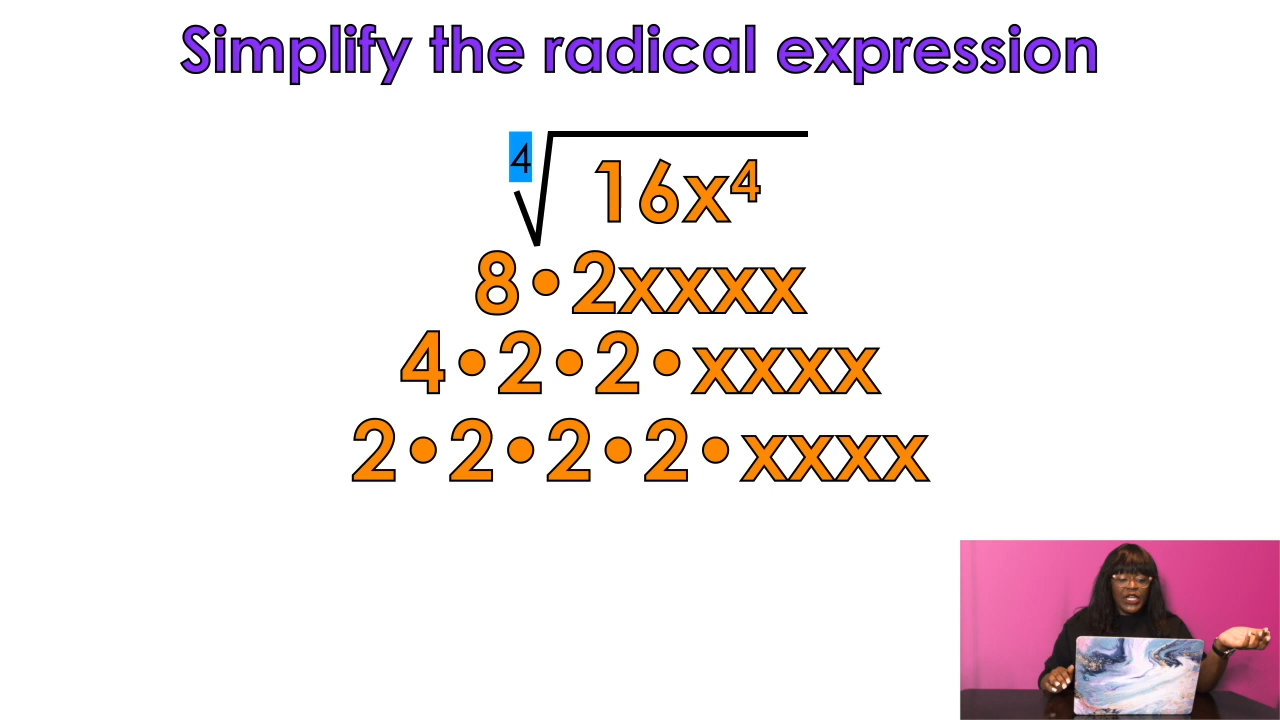 Simplify the radical expression
4√16x⁴
8•2xxxx
4•2•2•xxxx
2•2•2•2•xxxx